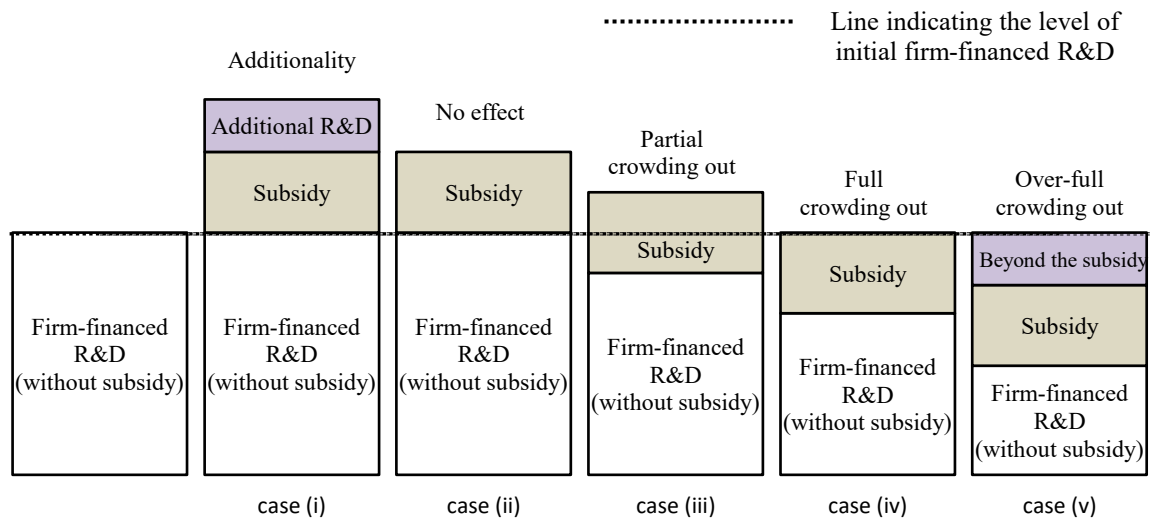 Line indicating the level of
initial firm-financed R&D
Additionality
Additional R&D
Subsidy
Firm-financed
R&D
(without subsidy)
No effect
Subsidy
Firm-financed
R&D
(without subsidy)
Partial
crowding out
Subsidy
Firm-financed
R&D
(without subsidy)
Full
crowding out
Subsidy
Firm-financed
R&D
(without subsidy)
Over-full
crowding out
Beyond the subsidy
Subsidy
Firm-financed
R&D
(without subsidy)
Firm-financed
R&D
(without subsidy)
case (i)
case (ii)
case (iii)
case (iv)
case (v)